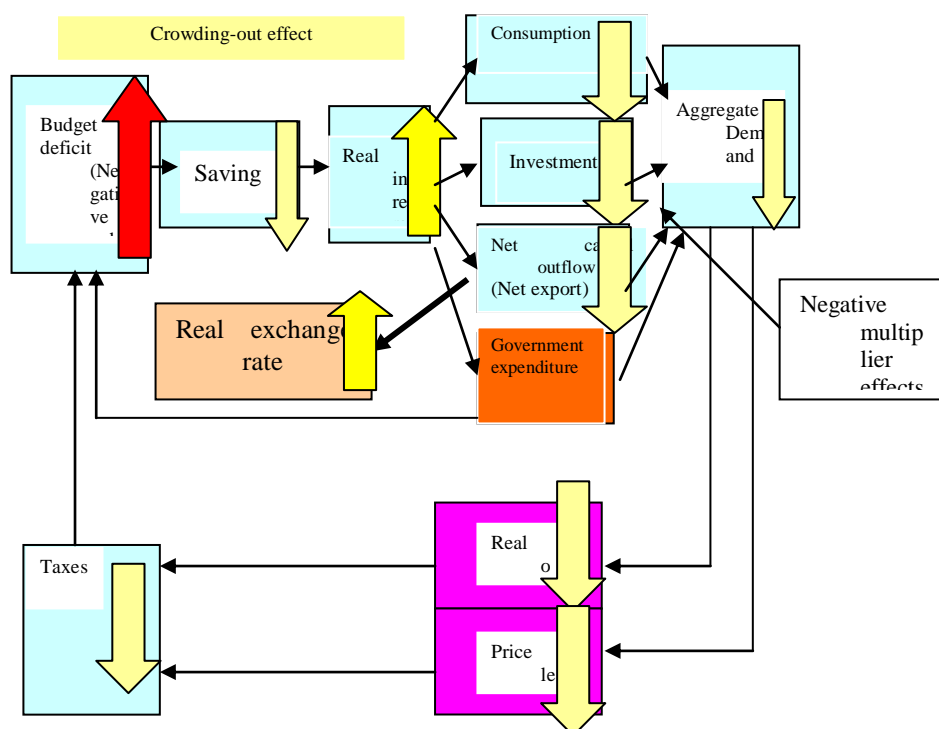 Crowding-out effect
Consumption
Budget
deficit
(Ne
gati
ve
Saving
Real
in
re
Investment
Aggregate
Dem
and
Net
outflow
(Net export)
Real exchange
rate
Government
expenditure
Negative
multip
lier
effects
Real
o
Taxes
Price
le